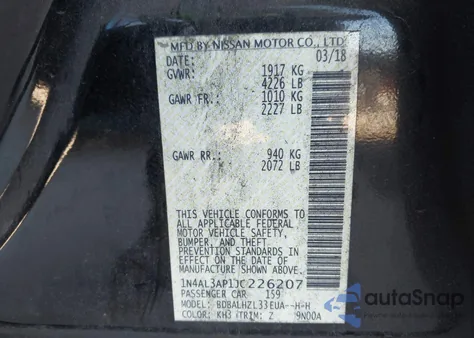 MFD BY NISSAN MOTOR CO., LTD
DATE: 03/18
GVWR: 1917 KG
4226 LB
GAWR FR: 1010 KG
2227 LB
GAWR RR: 940 KG
2072 LB
THIS VEHICLE CONFORMS TO
ALL APPLICABLE FEDERAL
MOTOR VEHICLE SAFETY,
BUMPER, AND THEFT
PREVENTION STANDARDS IN
EFFECT ON THE DATE OF
MANUFACTURE SHOWN ABOVE.
1N4AL3AP1JC226207
PASSENGER CAR 159
MODEL: BDBALHZL33EUA--H-H
COLOR: KH3 TRIM: Z 9N00A
autoSnap